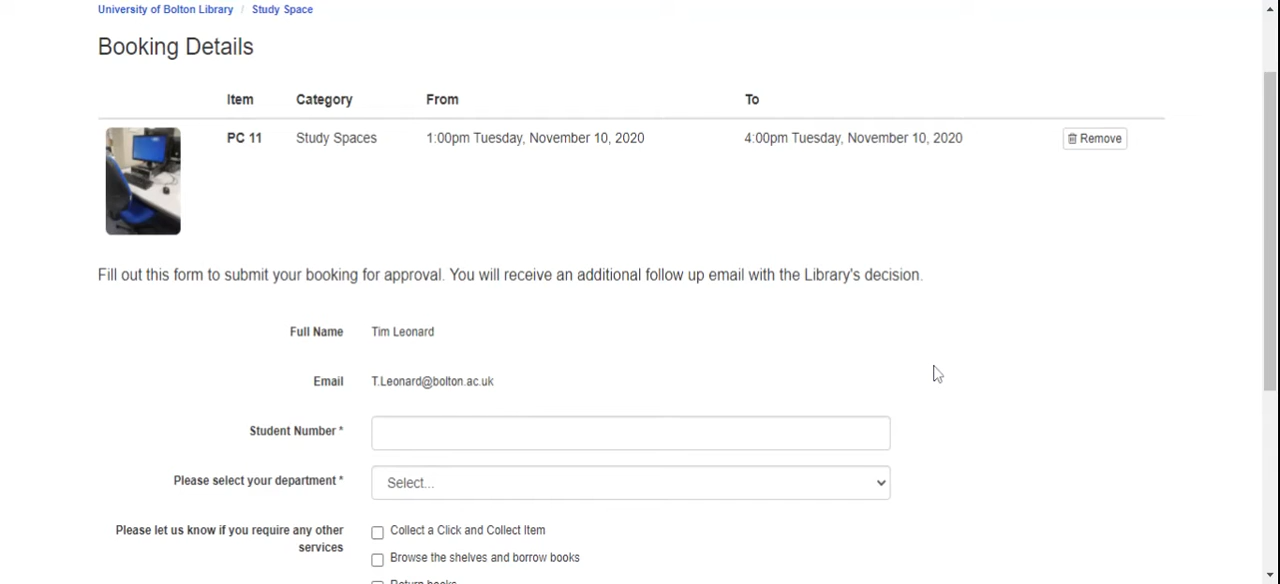 University of Bolton Library / Study Space
Booking Details
Item Category From To
PC 11 Study Spaces 1:00pm Tuesday, November 10, 2020 4:00pm Tuesday, November 10, 2020 Remove
Fill out this form to submit your booking for approval. You will receive an additional follow up email with the Library's decision.
Full Name Tim Leonard
Email T.Leonard@bolton.ac.uk
Student Number *
Please select your department * Select...
Please let us know if you require any other services
Collect a Click and Collect Item
Browse the shelves and borrow books
Return books